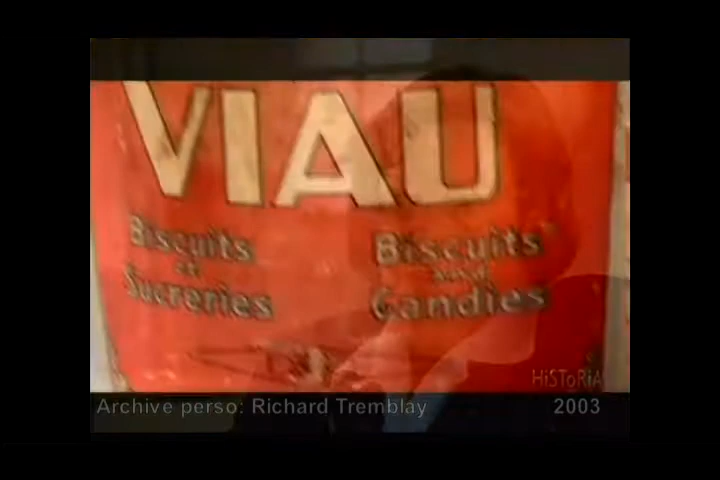 VIAU
Biscuits
et
Sucreries
Biscuits
and
Candies
HiSToRiA
Archive perso: Richard Tremblay
2003